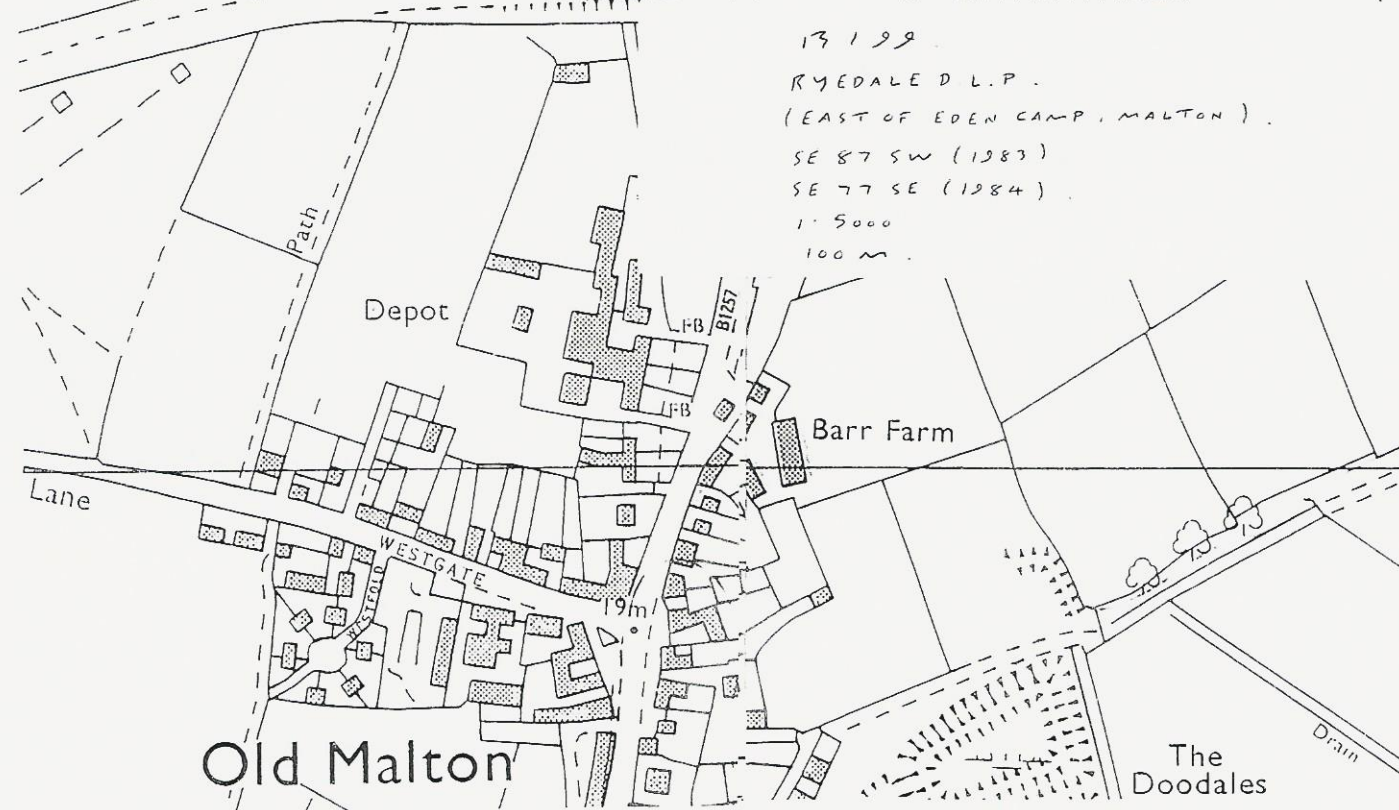 13199
RYEDALE D.L.P.
(EAST OF EDEN CAMP, MALTON).
SE 87 SW (1983)
SE 77 SE (1984).
1:5000
100 m.
Path
Depot
FB
B1257
FB
Barr Farm
Lane
WESTGATE
WESTFOLD
19m
Old Malton
The
Doodales
Drain